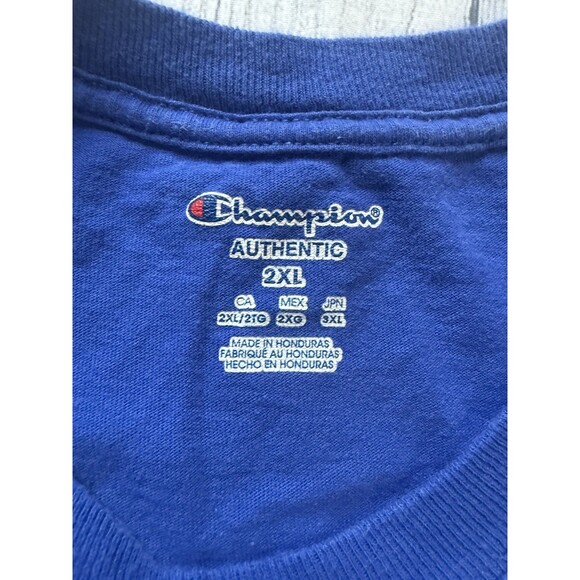 Champion®
AUTHENTIC
2XL
CA MEX JPN
2XL/2TG 2XG 3XL
MADE IN HONDURAS
FABRIQUÉ AU HONDURAS
HECHO EN HONDURAS